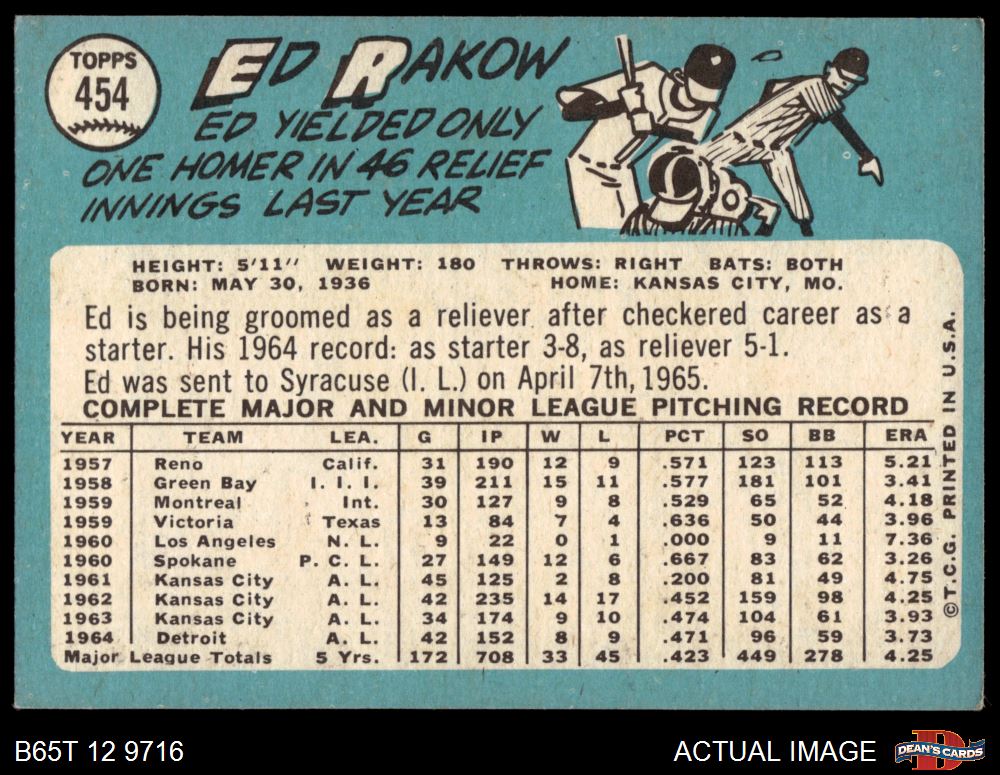 TOPPS
454
ED RAKOW
ED YIELDED ONLY
ONE HOMER IN 46 RELIEF
INNINGS LAST YEAR
HEIGHT: 5'11" WEIGHT: 180 THROWS: RIGHT BATS: BOTH
BORN: MAY 30, 1936 HOME: KANSAS CITY, MO.
Ed is being groomed as a reliever after checkered career as a
starter. His 1964 record: as starter 3-8, as reliever 5-1.
Ed was sent to Syracuse (I. L.) on April 7th, 1965.
COMPLETE MAJOR AND MINOR LEAGUE PITCHING RECORD
YEAR TEAM LEA. G IP W L PCT SO BB ERA
1957 Reno Calif. 31 190 12 9 .571 123 113 5.21
1958 Green Bay I. I. I. 39 211 15 11 .577 181 101 3.41
1959 Montreal Int. 30 127 9 8 .529 65 52 4.18
1959 Victoria Texas 13 84 7 4 .636 50 44 3.96
1960 Los Angeles N. L. 9 22 0 1 .000 9 11 7.36
1960 Spokane P. C. L. 27 149 12 6 .667 83 62 3.26
1961 Kansas City A. L. 45 125 2 8 .200 81 49 4.75
1962 Kansas City A. L. 42 235 14 17 .452 159 98 4.25
1963 Kansas City A. L. 34 174 9 10 .474 104 61 3.93
1964 Detroit A. L. 42 152 8 9 .471 96 59 3.73
Major League Totals 5 Yrs. 172 708 33 45 .423 449 278 4.25
©T.C.G. PRINTED IN U.S.A.
B65T 12 9716
ACTUAL IMAGE
D
DEAN'S CARDS